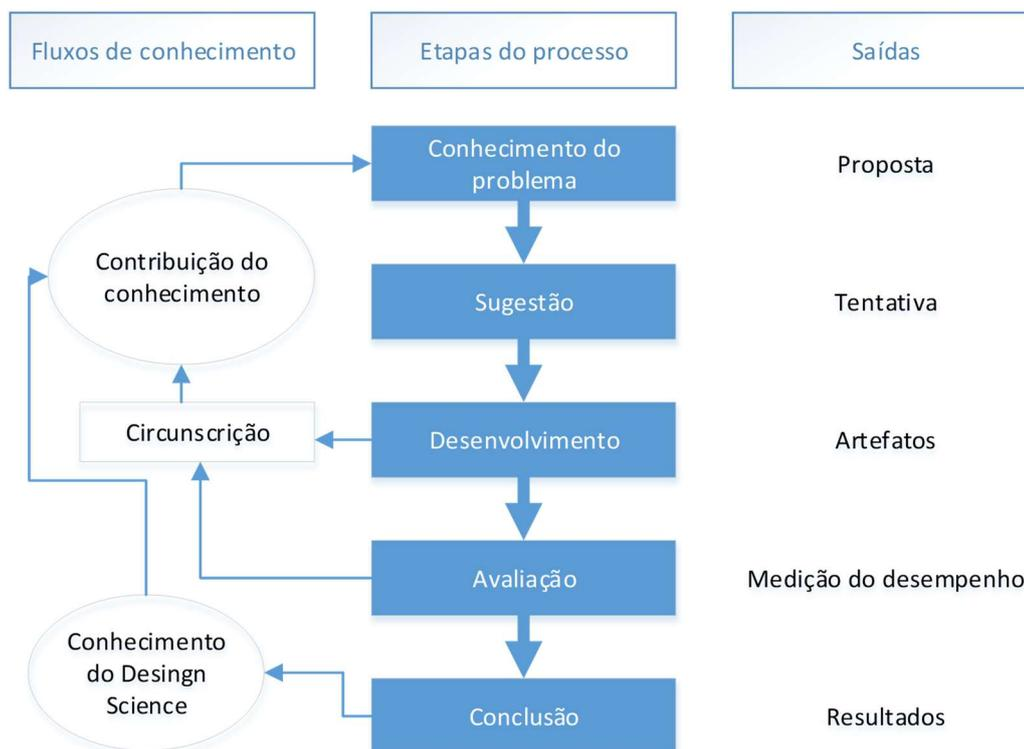 Fluxos de conhecimento
Etapas do processo
Saídas
Conhecimento do
problema
Proposta
Contribuição do
conhecimento
Sugestão
Tentativa
Circunscrição
Desenvolvimento
Artefatos
Avaliação
Medição do desempenho
Conhecimento
do Desingn
Science
Conclusão
Resultados